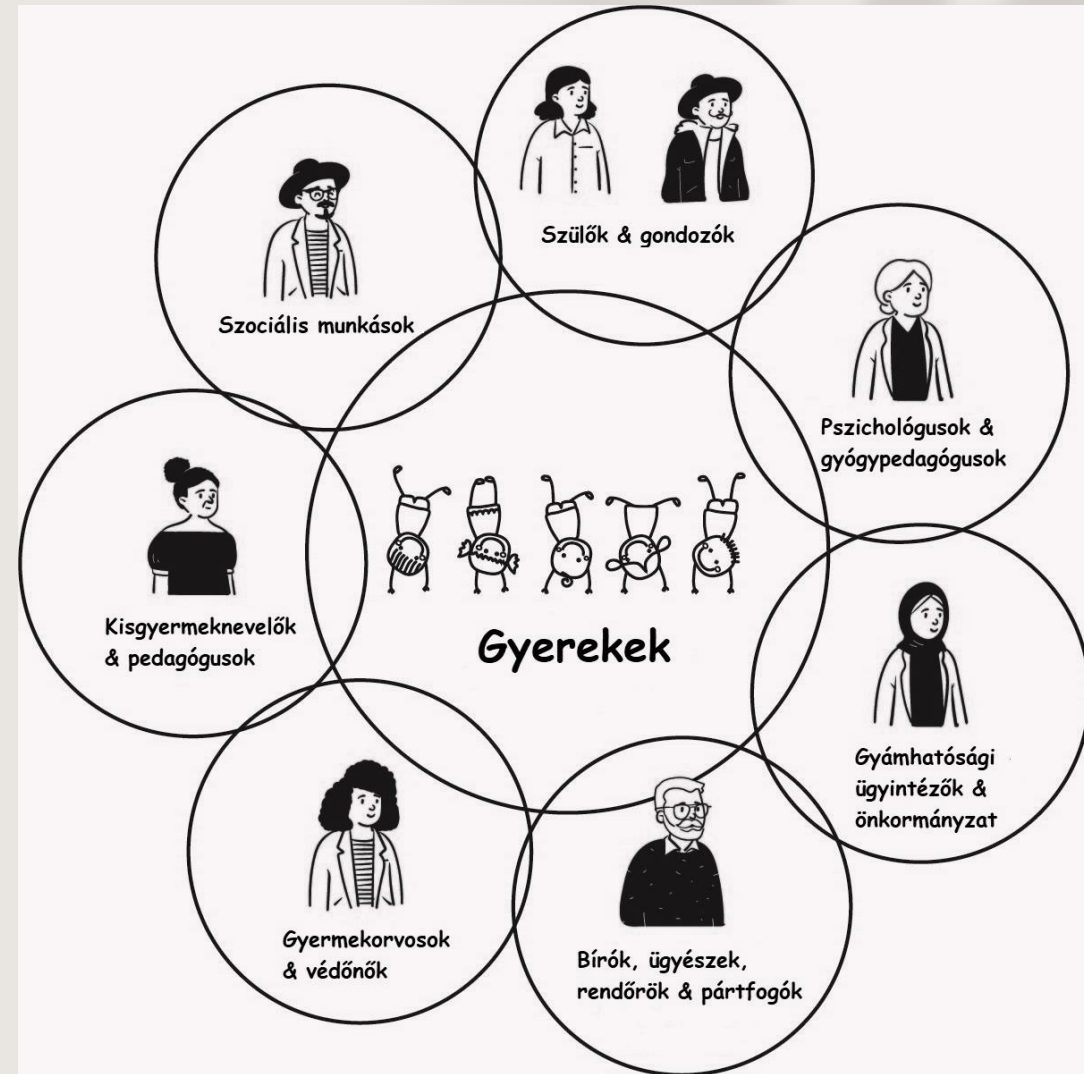 Szülők & gondozók
Szociális munkások
Pszichológusok &
gyógypedagógusok
Kisgyermeknevelők
& pedagógusok
Gyerekek
Gyámhatósági
ügyintézők &
önkormányzat
Gyermekorvosok
& védőnők
Bírók, ügyészek,
rendőrök & pártfogók